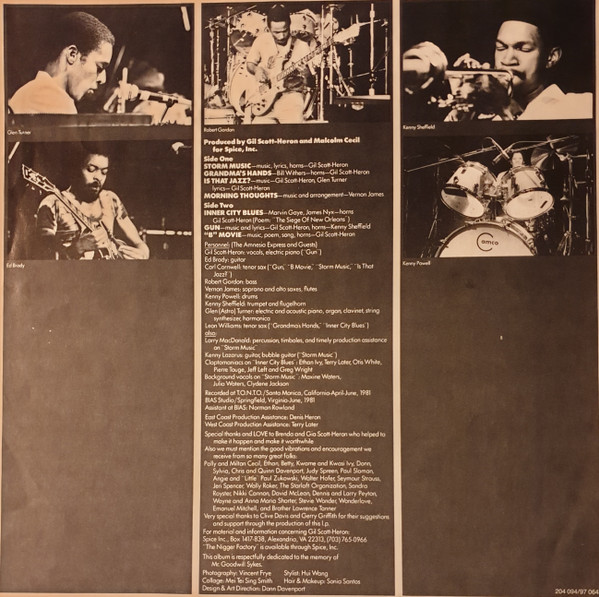 Glen Turner
Robert Gordon
Kenny Sheffield
Ed Brady
Kenny Powell
Camco
Produced by Gil Scott-Heron and Malcolm Cecil
for Spice, Inc.
Side One
STORM MUSIC—music, lyrics, horns—Gil Scott-Heron
GRANDMA'S HANDS—Bill Withers—horns—Gil Scott-Heron
IS THAT JAZZ?—music—Gil Scott-Heron, Glen Turner
lyrics—Gil Scott-Heron
MORNING THOUGHTS—music and arrangement—Vernon James
Side Two
INNER CITY BLUES—Marvin Gaye, James Nyx—horns
Gil Scott-Heron (Poem: "The Siege Of New Orleans")
GUN—music and lyrics—Gil Scott-Heron, horns—Kenny Sheffield
"B" MOVIE—music, poem, song, horns—Gil Scott-Heron
Personnel: (The Amnesia Express and Guests)
Gil Scott-Heron: vocals, electric piano ("Gun")
Ed Brady: guitar
Carl Cornwell: tenor sax ("Gun," "B Movie," "Storm Music," "Is That
Jazz?")
Robert Gordon: bass
Vernon James: soprano and alto saxes, flutes
Kenny Powell: drums
Kenny Sheffield: trumpet and flugelhorn
Glen (Astro) Turner: electric and acoustic piano, organ, clavinet, string
synthesizer, harmonica
Leon Williams: tenor sax ("Grandma's Hands," "Inner City Blues")
also:
Larry MacDonald: percussion, timbales, and timely production assistance
on "Storm Music"
Kenny Lazarus: guitar, bubble guitar ("Storm Music")
Claptomaniacs on "Inner City Blues": Ethan Ivy, Terry Later, Otis White,
Pierre Touge, Jeff Left and Greg Wright
Background vocals on "Storm Music": Maxine Waters,
Julia Waters, Clydene Jackson
Recorded at T.O.N.T.O./Santa Monica, California-April-June, 1981
BIAS Studio/Springfield, Virginia-June, 1981
Assistant at BIAS: Norman Rowland
East Coast Production Assistance: Denis Heron
West Coast Production Assistance: Terry Later
Special thanks and LOVE to Brenda and Gia Scott-Heron who helped to
make it happen and make it worthwhile
Also we must mention the good vibrations and encouragement we
receive from so many great folks:
Polly and Milton Cecil, Ethan, Betty, Kwame and Kwasi Ivy, Dorn,
Sylvia, Chris and Quinn Davenport, Judy Spreen, Paul Sloman,
Angie and "Little" Paul Zukowski, Walter Hofer, Seymour Strauss,
Jeri Spencer, Wally Roker, The Starloft Organization, Sandra
Royster, Nikki Connan, David McLean, Denna and Larry Peyton,
Wayne and Anna Maria Shorter, Stevie Wonder, Wonderlove,
Emanuel Mitchell, and Brother Lawrence Tanner
Very special thanks to Clive Davis and Gerry Griffith for their suggestions
and support through the production of this l.p.
For material and information concerning Gil Scott-Heron:
Spice Inc., Box 1417-B38, Alexandria, VA 22313, (703) 765-0966
"The Nigger Factory" is available through Spice, Inc.
This album is respectfully dedicated to the memory of
Mr. Goodwill Sykes.
Photography: Vincent Frye Stylist: Hui Wang
Collage: Mei Tei Sing Smith Hair & Makeup: Sonia Santos
Design & Art Direction: Donn Davenport
204 094/97 064